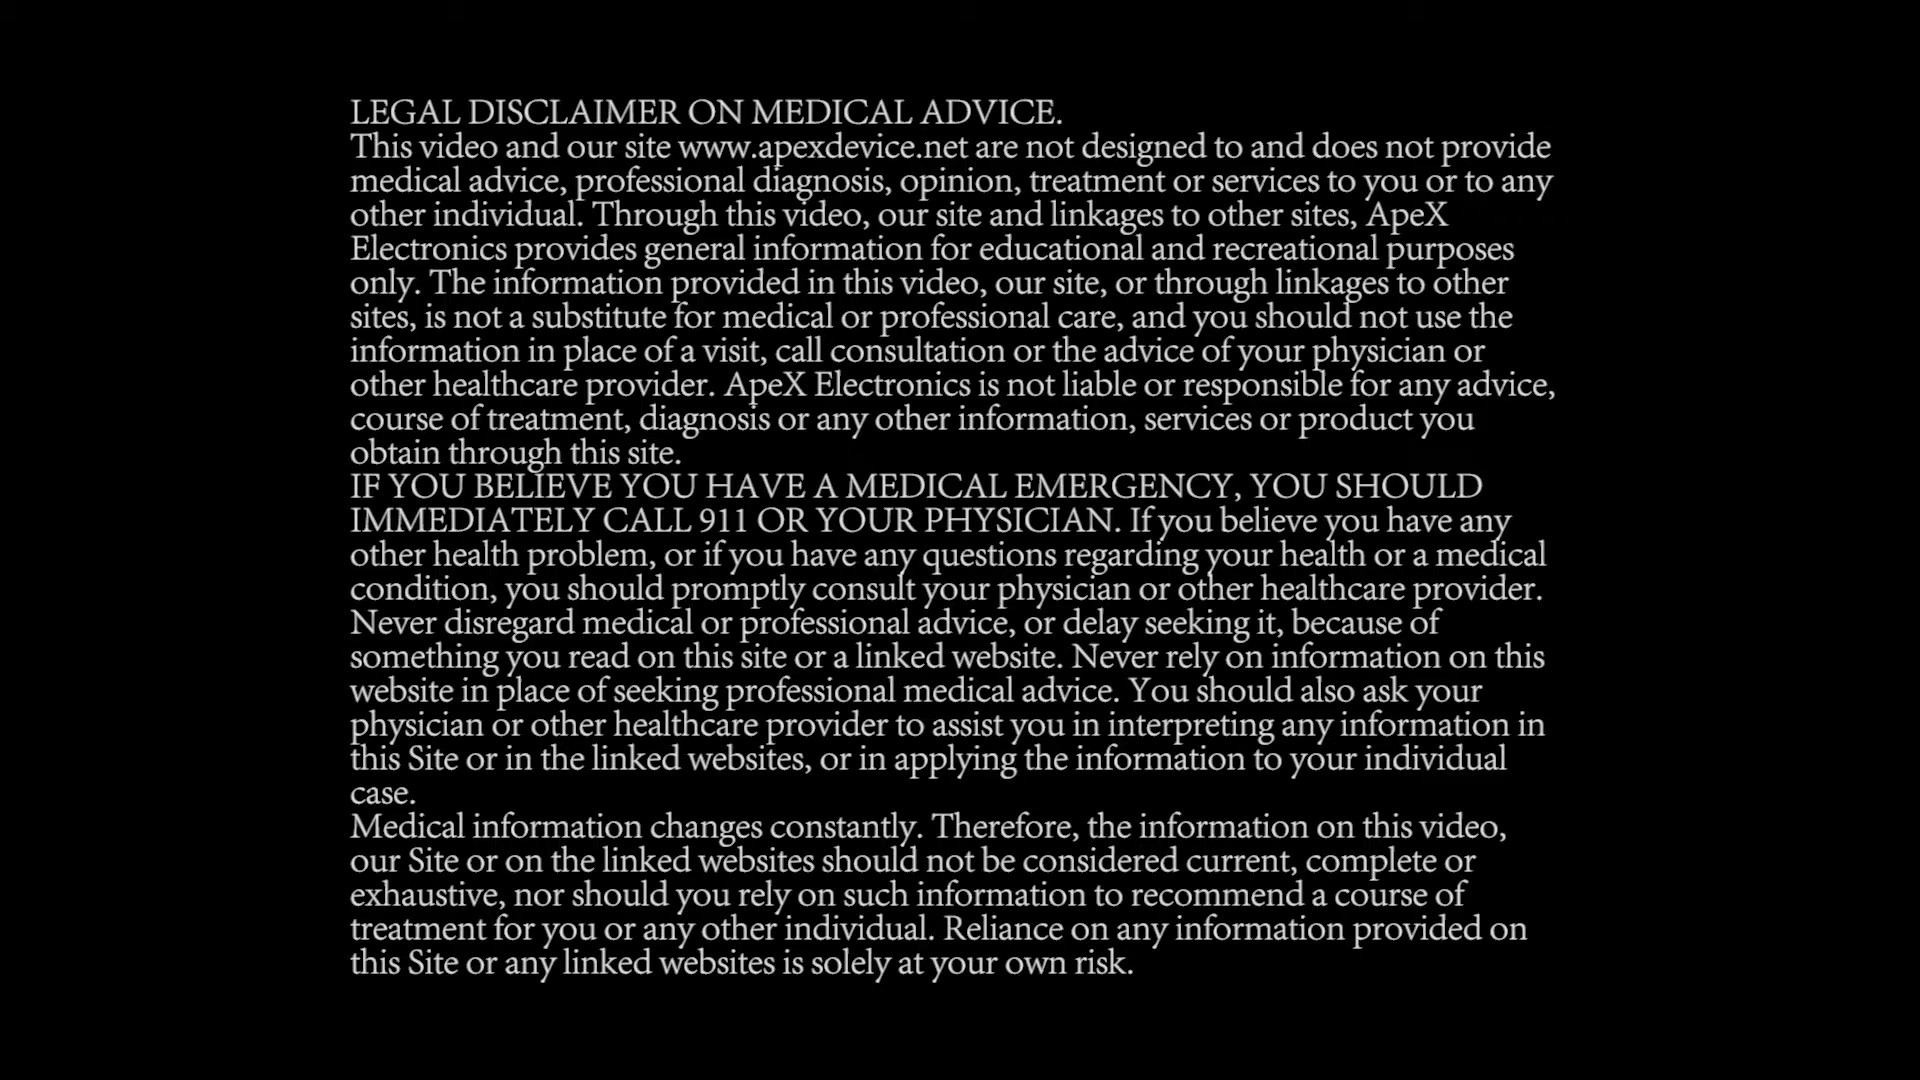 LEGAL DISCLAIMER ON MEDICAL ADVICE.
This video and our site www.apexdevice.net are not designed to and does not provide
medical advice, professional diagnosis, opinion, treatment or services to you or to any
other individual. Through this video, our site and linkages to other sites, ApeX
Electronics provides general information for educational and recreational purposes
only. The information provided in this video, our site, or through linkages to other
sites, is not a substitute for medical or professional care, and you should not use the
information in place of a visit, call consultation or the advice of your physician or
other healthcare provider. ApeX Electronics is not liable or responsible for any advice,
course of treatment, diagnosis or any other information, services or product you
obtain through this site.
IF YOU BELIEVE YOU HAVE A MEDICAL EMERGENCY, YOU SHOULD
IMMEDIATELY CALL 911 OR YOUR PHYSICIAN. If you believe you have any
other health problem, or if you have any questions regarding your health or a medical
condition, you should promptly consult your physician or other healthcare provider.
Never disregard medical or professional advice, or delay seeking it, because of
something you read on this site or a linked website. Never rely on information on this
website in place of seeking professional medical advice. You should also ask your
physician or other healthcare provider to assist you in interpreting any information in
this Site or in the linked websites, or in applying the information to your individual
case.
Medical information changes constantly. Therefore, the information on this video,
our Site or on the linked websites should not be considered current, complete or
exhaustive, nor should you rely on such information to recommend a course of
treatment for you or any other individual. Reliance on any information provided on
this Site or any linked websites is solely at your own risk.